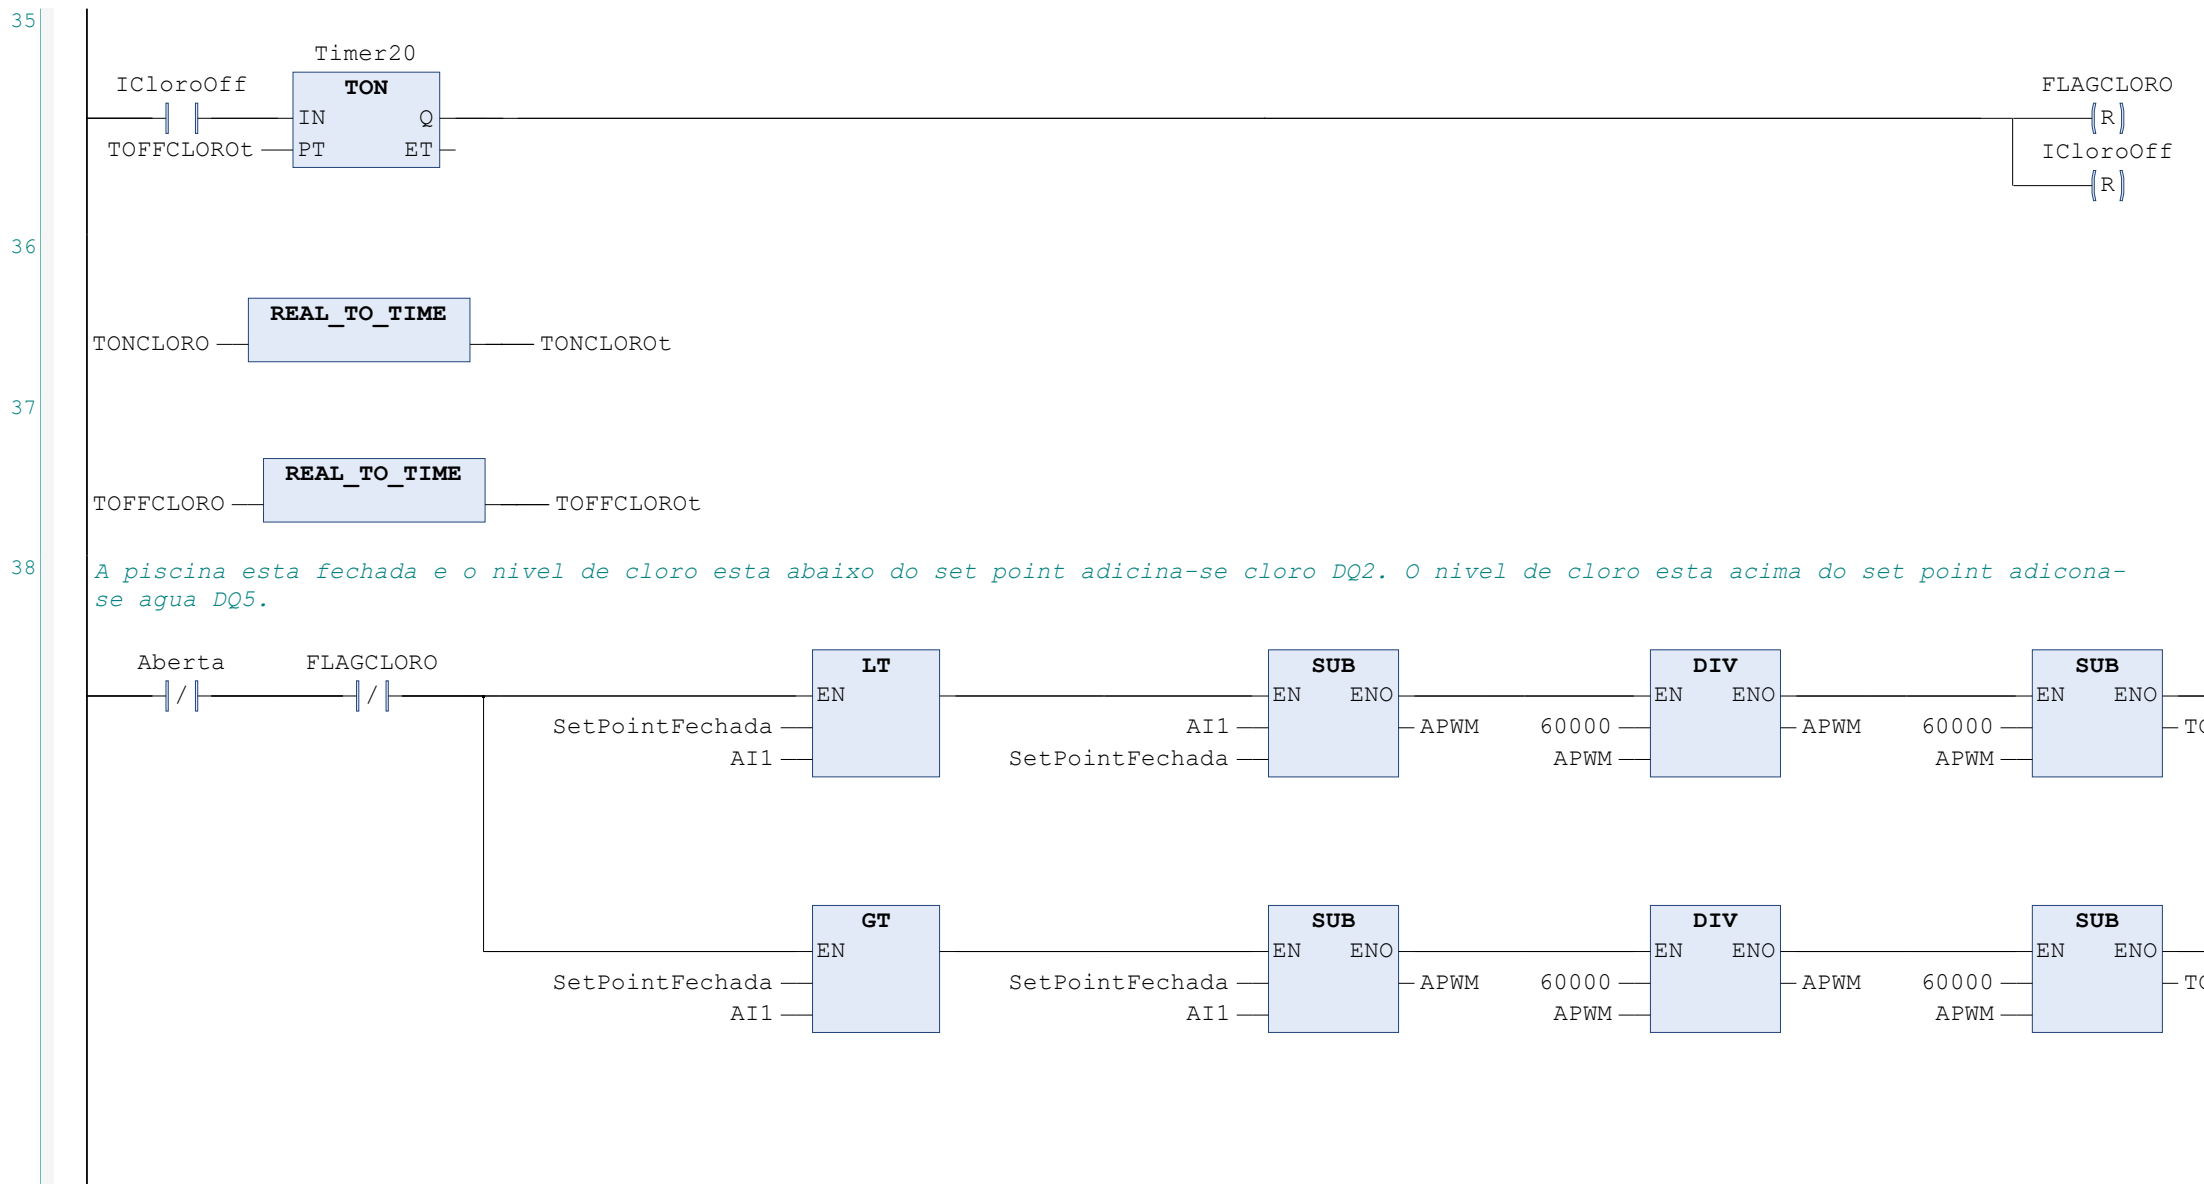 35
Timer20
ICloroOff
TON
FLAGCLORO
IN Q
R
TOFFCLOROt
PT ET
ICloroOff
R
36
REAL_TO_TIME
TONCLORO
TONCLOROt
37
REAL_TO_TIME
TOFFCLORO
TOFFCLOROt
38
A piscina esta fechada e o nivel de cloro esta abaixo do set point adicina-se cloro DQ2. O nivel de cloro esta acima do set point adicona-
se agua DQ5.
Aberta
FLAGCLORO
LT
SUB
DIV
SUB
/
/
EN
EN ENO
EN ENO
EN ENO
SetPointFechada
AI1
APWM
60000
APWM
60000
AI1
SetPointFechada
APWM
APWM
GT
SUB
DIV
SUB
EN
EN ENO
EN ENO
EN ENO
SetPointFechada
SetPointFechada
APWM
60000
APWM
60000
AI1
AI1
APWM
APWM